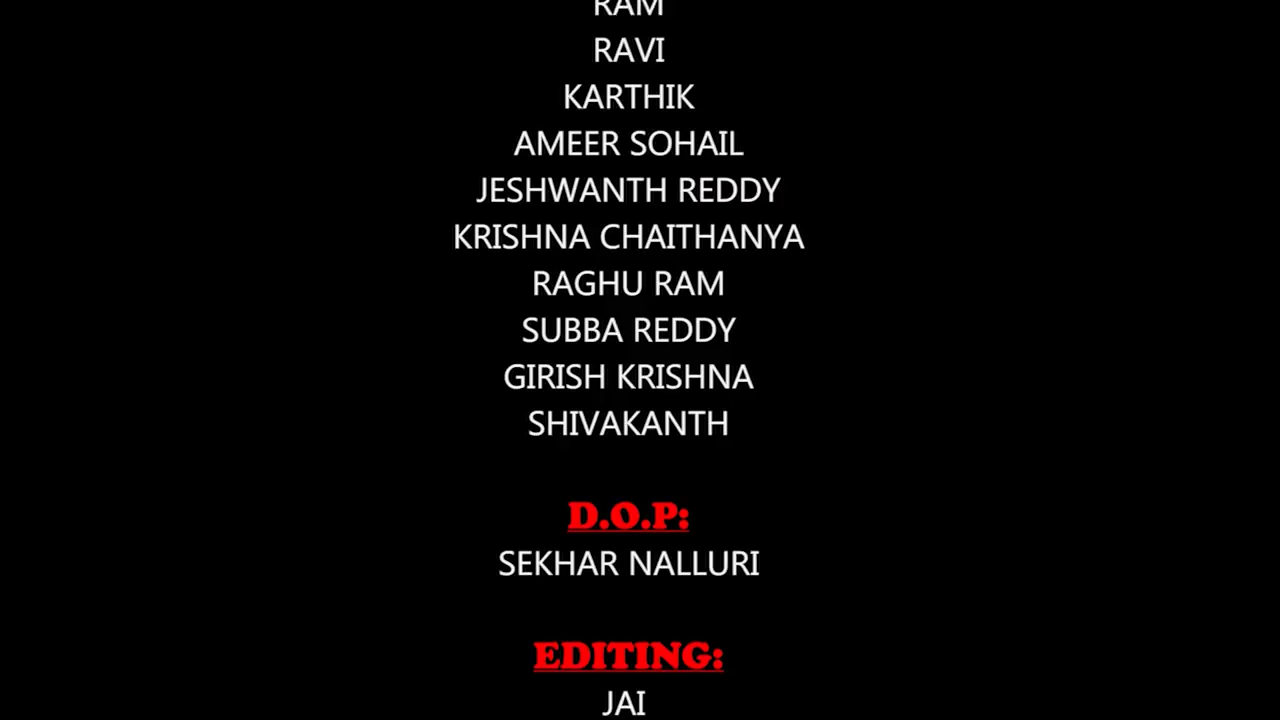 RAM
RAVI
KARTHIK
AMEER SOHAIL
JESHWANTH REDDY
KRISHNA CHAITHANYA
RAGHU RAM
SUBBA REDDY
GIRISH KRISHNA
SHIVAKANTH
D.O.P:
SEKHAR NALLURI
EDITING:
JAI